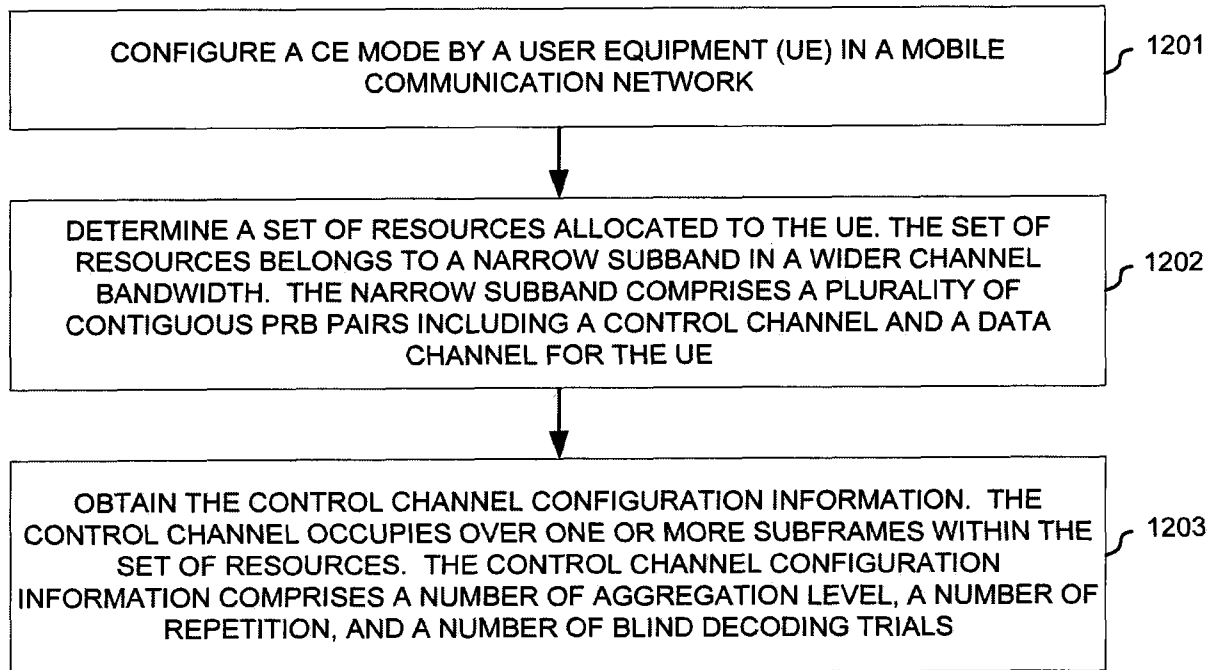 CONFIGURE A CE MODE BY A USER EQUIPMENT (UE) IN A MOBILE
COMMUNICATION NETWORK
1201
DETERMINE A SET OF RESOURCES ALLOCATED TO THE UE. THE SET OF
RESOURCES BELONGS TO A NARROW SUBBAND IN A WIDER CHANNEL
BANDWIDTH. THE NARROW SUBBAND COMPRISES A PLURALITY OF
CONTIGUOUS PRB PAIRS INCLUDING A CONTROL CHANNEL AND A DATA
CHANNEL FOR THE UE
1202
OBTAIN THE CONTROL CHANNEL CONFIGURATION INFORMATION. THE
CONTROL CHANNEL OCCUPIES OVER ONE OR MORE SUBFRAMES WITHIN THE
SET OF RESOURCES. THE CONTROL CHANNEL CONFIGURATION
INFORMATION COMPRISES A NUMBER OF AGGREGATION LEVEL, A NUMBER OF
REPETITION, AND A NUMBER OF BLIND DECODING TRIALS
1203